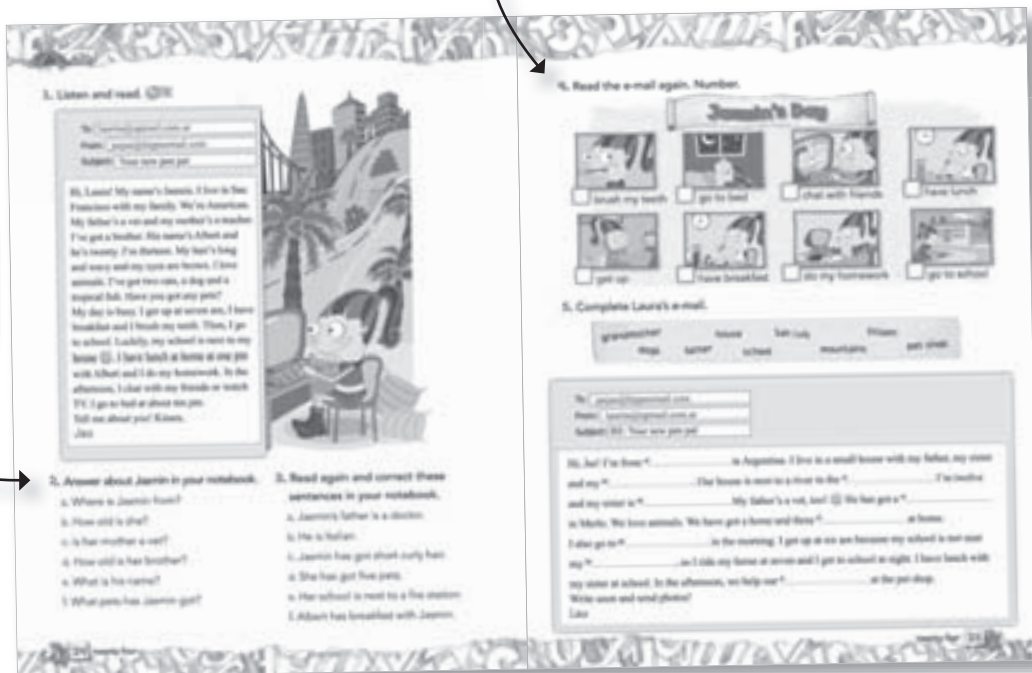 1. Listen and read.
To:
From:
Subject: Your new pen pal
Hi, Laura! My name's Jasmin. I live in San
Francisco with my family. We're American.
My father's a vet and my mother's a teacher.
I've got a brother. His name's Albert and
he's twenty. I'm thirteen. My hair's long
and wavy and my eyes are brown. I love
animals. I've got two cats, a dog and a
tropical fish. Have you got any pets?
My day is busy. I get up at seven am, I have
breakfast and I brush my teeth. Then, I go
to school. Luckily, my school is next to my
house. I have lunch at home at one pm
with Albert and I do my homework. In the
afternoon, I chat with my friends or watch
TV. I go to bed at about ten pm.
Tell me about you! Kisses,
Jas
2. Answer about Jasmin in your notebook.
a. Where is Jasmin from?
b. How old is she?
c. Is her mother a vet?
d. How old is her brother?
e. What is his name?
f. What pets has Jasmin got?
3. Read again and correct these
sentences in your notebook.
a. Jasmin's father is a doctor.
b. He is Italian.
c. Jasmin has got short curly hair.
d. She has got five pets.
e. Her school is next to a fire station.
f. Albert has breakfast with Jasmin.
4. Read the e-mail again. Number.
Jasmin's Day
brush my teeth
go to bed
chat with friends
have lunch
get up
have breakfast
do my homework
go to school
5. Complete Laura's e-mail.
grandmother house San Luis fifteen
dogs farmer school mountains pet shop
To:
From:
Subject: RE: Your new pen pal
Hi, Jas! I'm from in Argentina. I live in a small house with my father, my sister
and my Our house is next to a river in the I'm twelve
and my sister is My father's a vet, too! He has got a
in Merlo. We love animals. We have got a horse and three at home.
I also go to in the morning. I get up at six am because my school is not near
my so I ride my horse at seven and I get to school at eight. I have lunch with
my sister at school. In the afternoon, we help our at the pet shop.
Write soon and send photos!